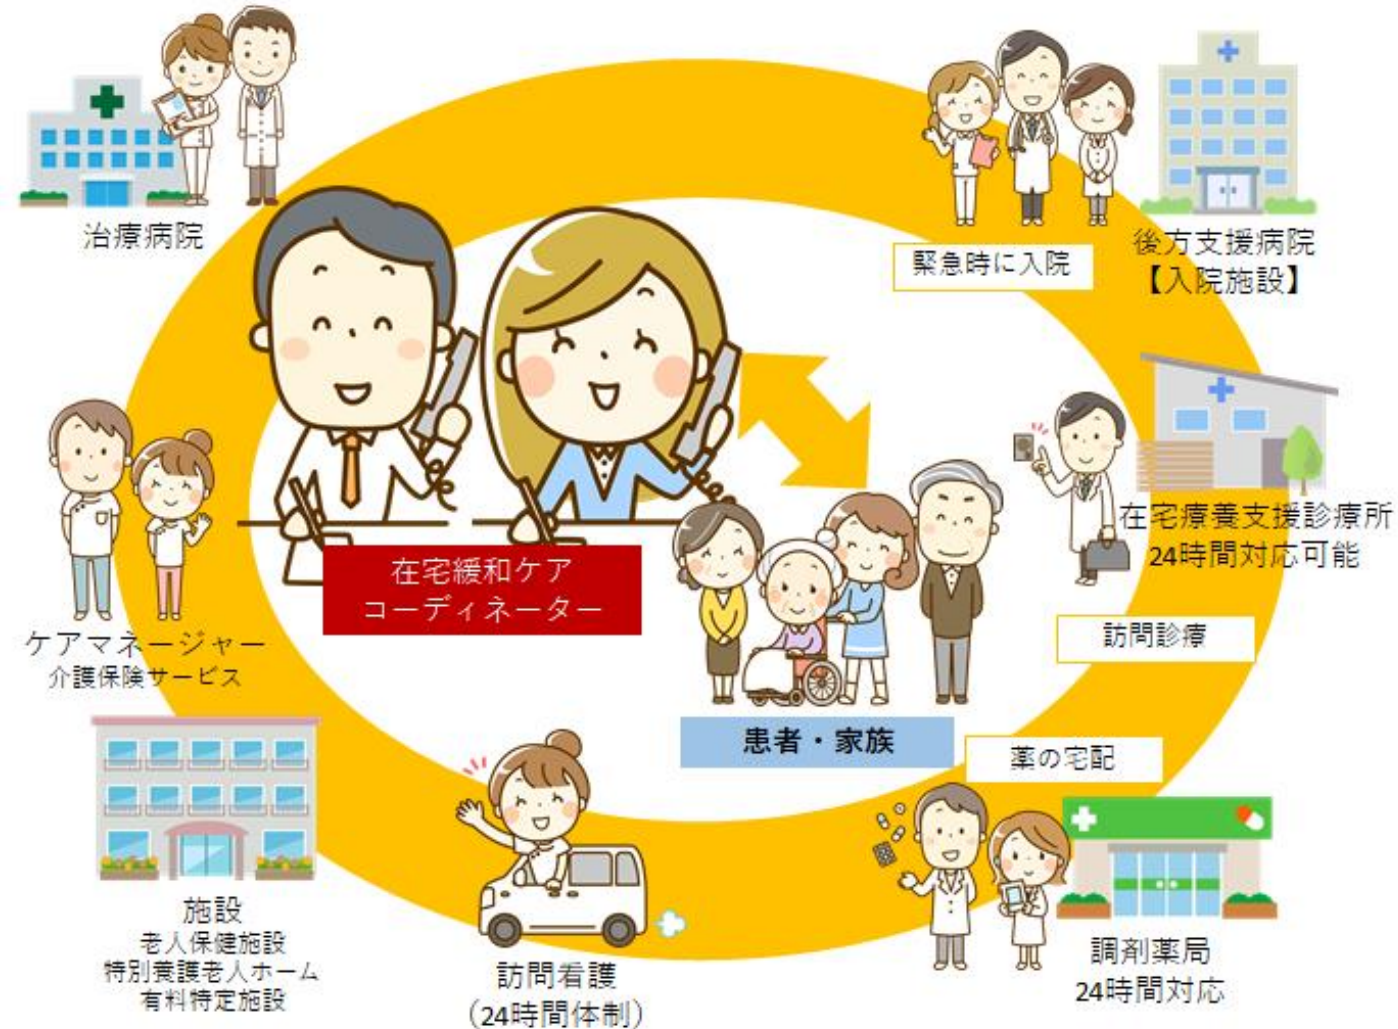 治療病院
緊急時に入院
後方支援病院
【入院施設】
在宅療養支援診療所
24時間対応可能
在宅緩和ケア
コーディネーター
訪問診療
ケアマネージャー
介護保険サービス
患者・家族
薬の宅配
施設
老人保健施設
特別養護老人ホーム
有料特定施設
訪問看護
（24時間体制）
調剤薬局
24時間対応